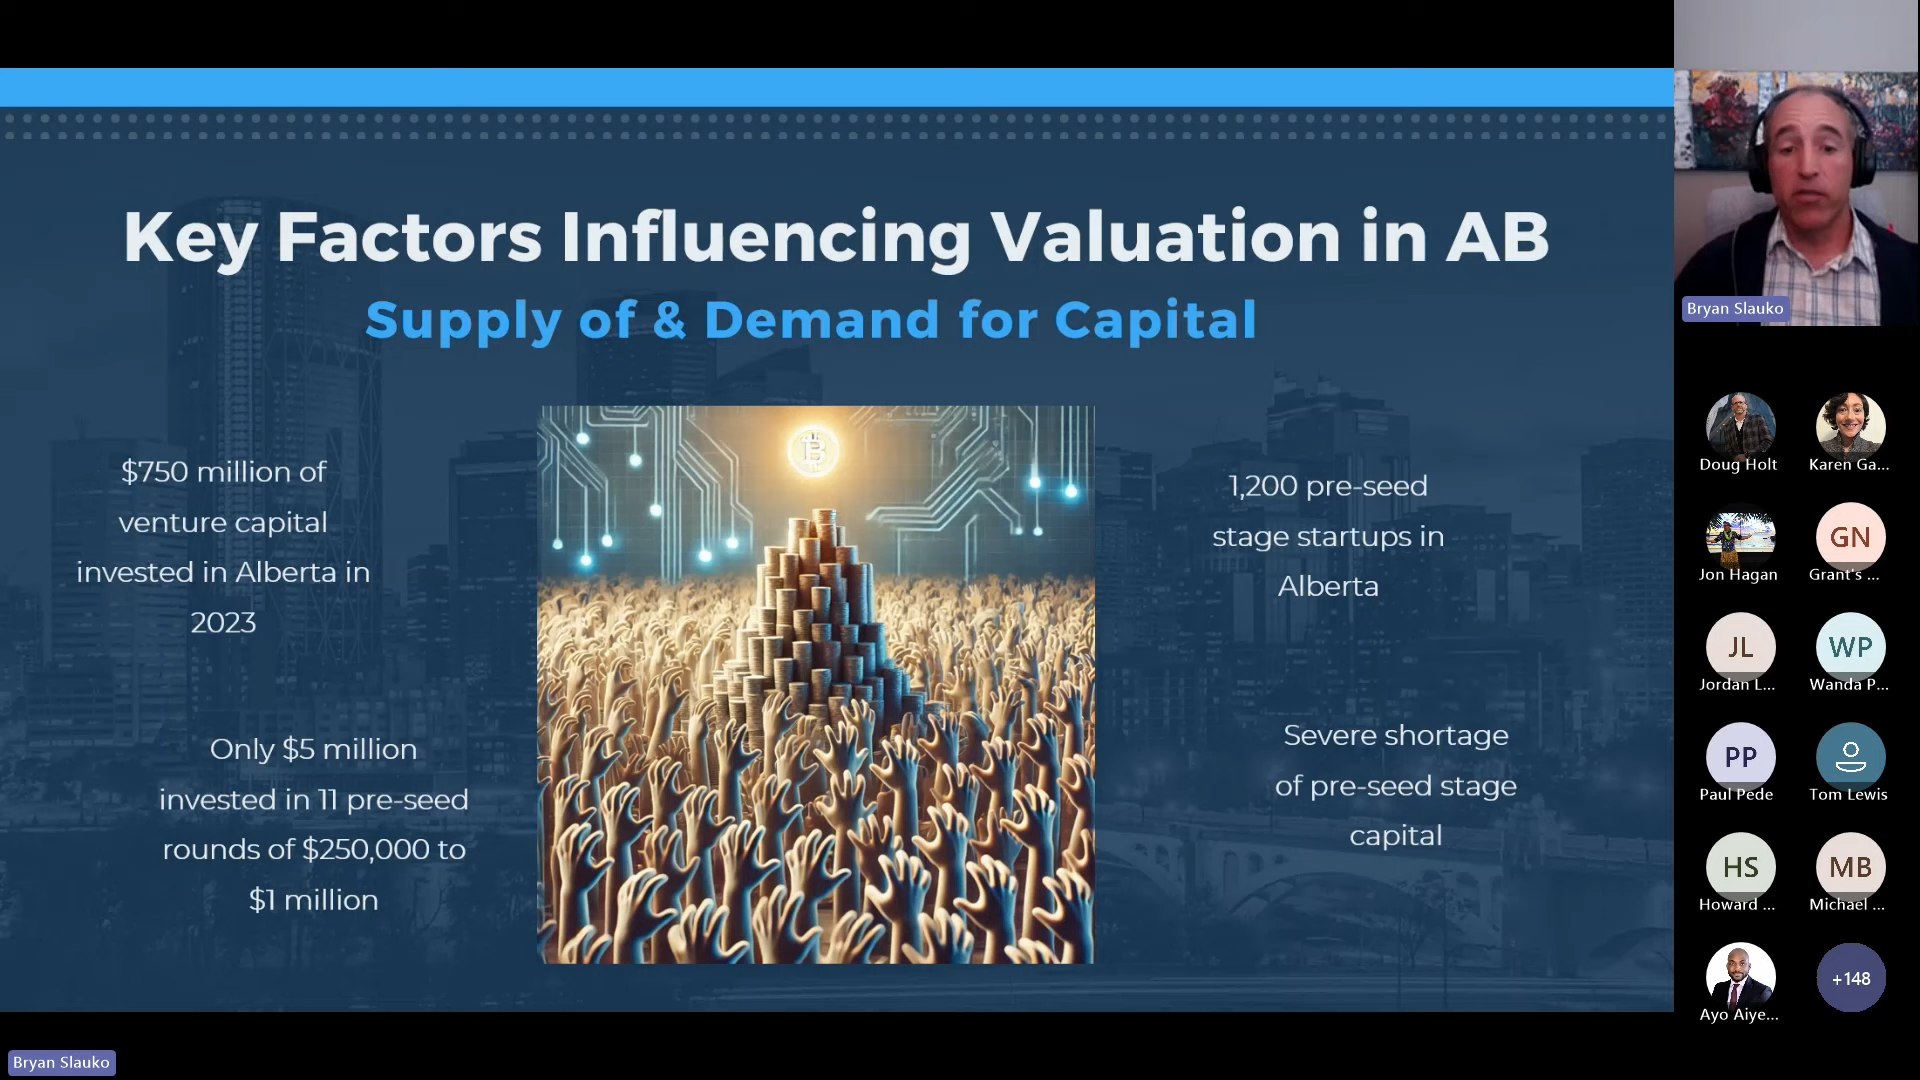 Key Factors Influencing Valuation in AB
Supply of & Demand for Capital
$750 million of
venture capital
invested in Alberta in
2023
Only $5 million
invested in 11 pre-seed
rounds of $250,000 to
$1 million
B
1,200 pre-seed
stage startups in
Alberta
Severe shortage
of pre-seed stage
capital
Bryan Slauko
Doug Holt
Karen Ga...
Jon Hagan
GN
Grant's ...
JL
Jordan L...
WP
Wanda P...
PP
Paul Pede
Tom Lewis
HS
Howard ...
MB
Michael ...
Ayo Aiye...
+148
Bryan Slauko